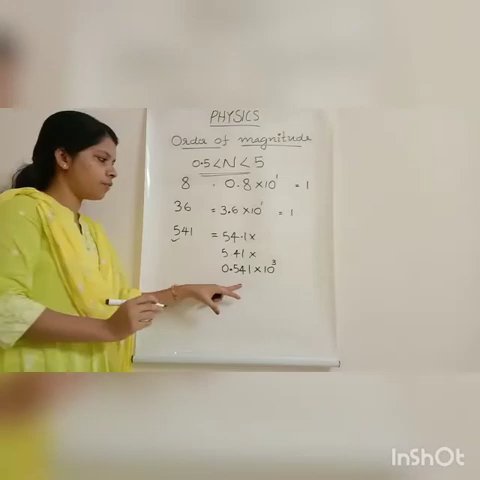 PHYSICS
Order of magnitude
0.5 < N < 5
8 . 0.8 × 10¹ = 1
36 = 3.6 × 10¹ = 1
541 = 54.1 ×
5 41 ×
0.541 × 10³
InShOt